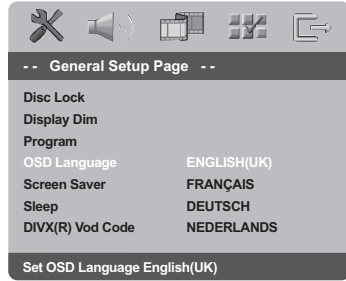 - - General Setup Page - -
Disc Lock
Display Dim
Program
OSD Language ENGLISH(UK)
Screen Saver FRANÇAIS
Sleep DEUTSCH
DIVX(R) Vod Code NEDERLANDS
Set OSD Language English(UK)